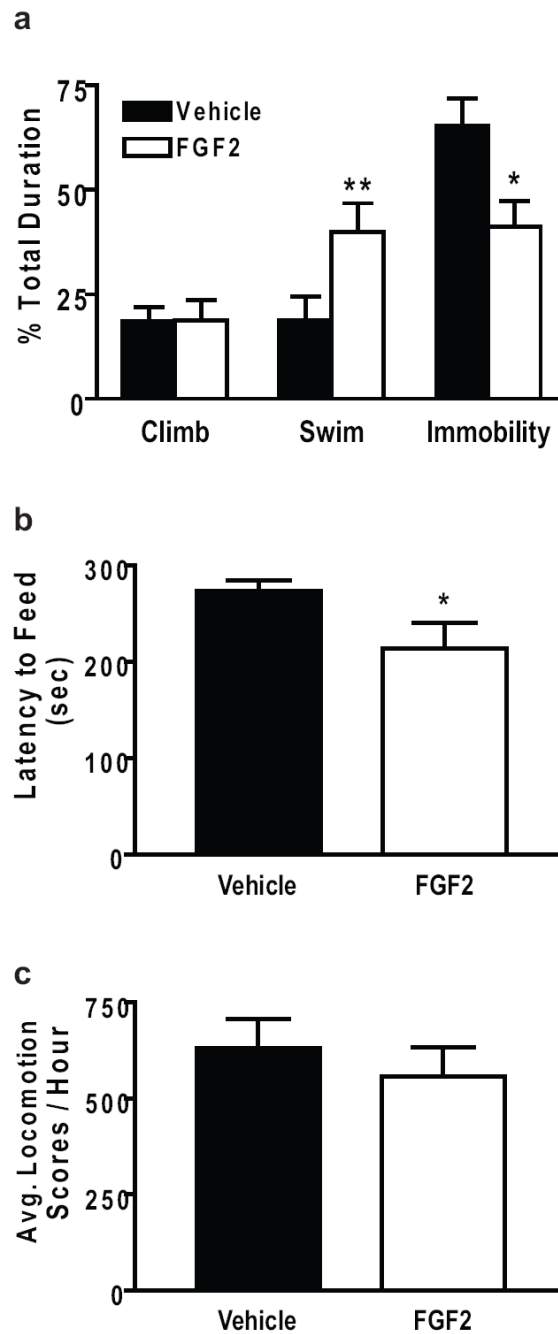 a
% Total Duration
75
50
25
0
Vehicle
FGF2
**
*
Climb Swim Immobility
b
Latency to Feed
(sec)
300
200
100
0
*
Vehicle FGF2
c
Avg. Locomotion
Scores / Hour
750
500
250
0
Vehicle FGF2